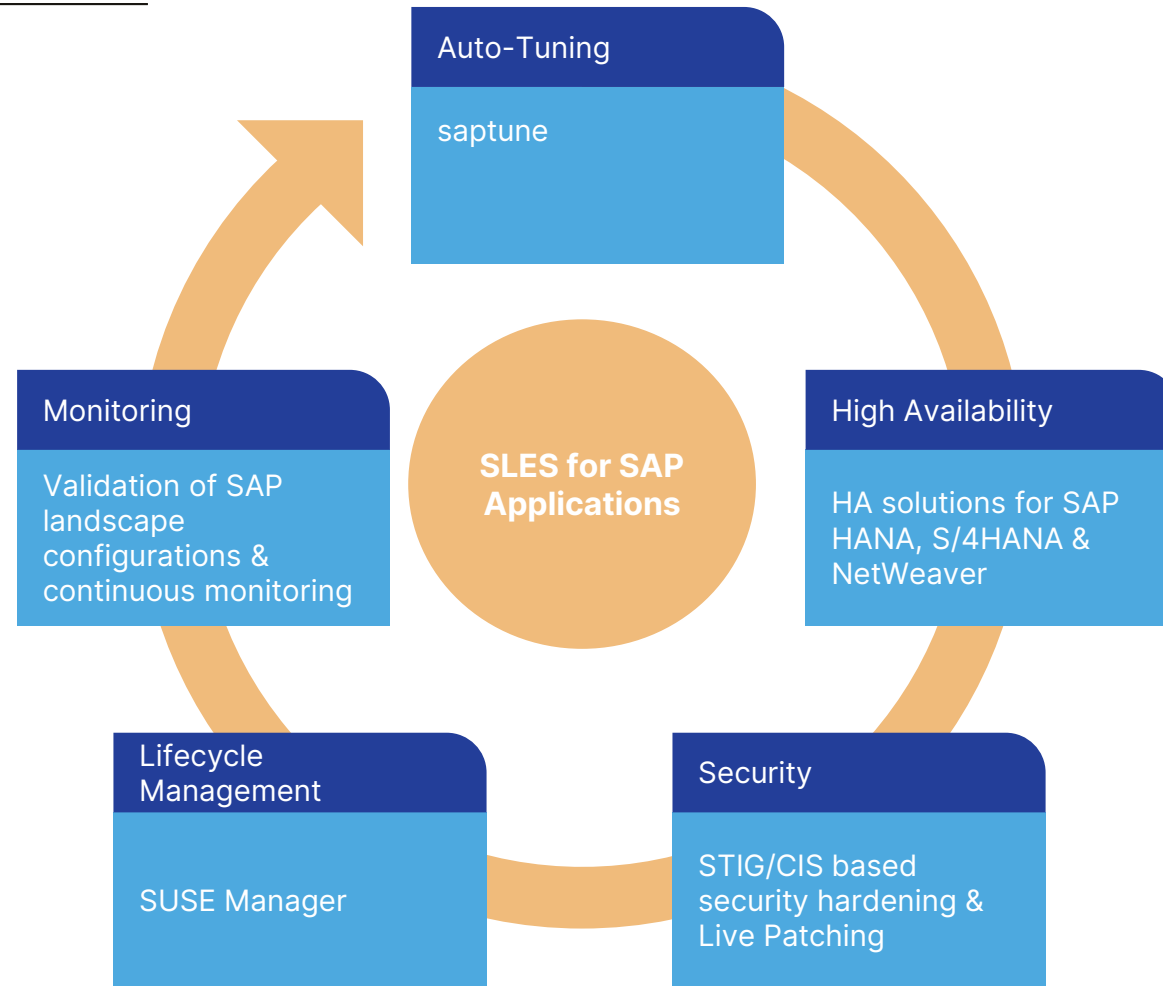 Auto-Tuning
saptune
Monitoring
Validation of SAP
landscape
configurations &
continuous monitoring
SLES for SAP
Applications
High Availability
HA solutions for SAP
HANA, S/4HANA &
NetWeaver
Lifecycle
Management
SUSE Manager
Security
STIG/CIS based
security hardening &
Live Patching